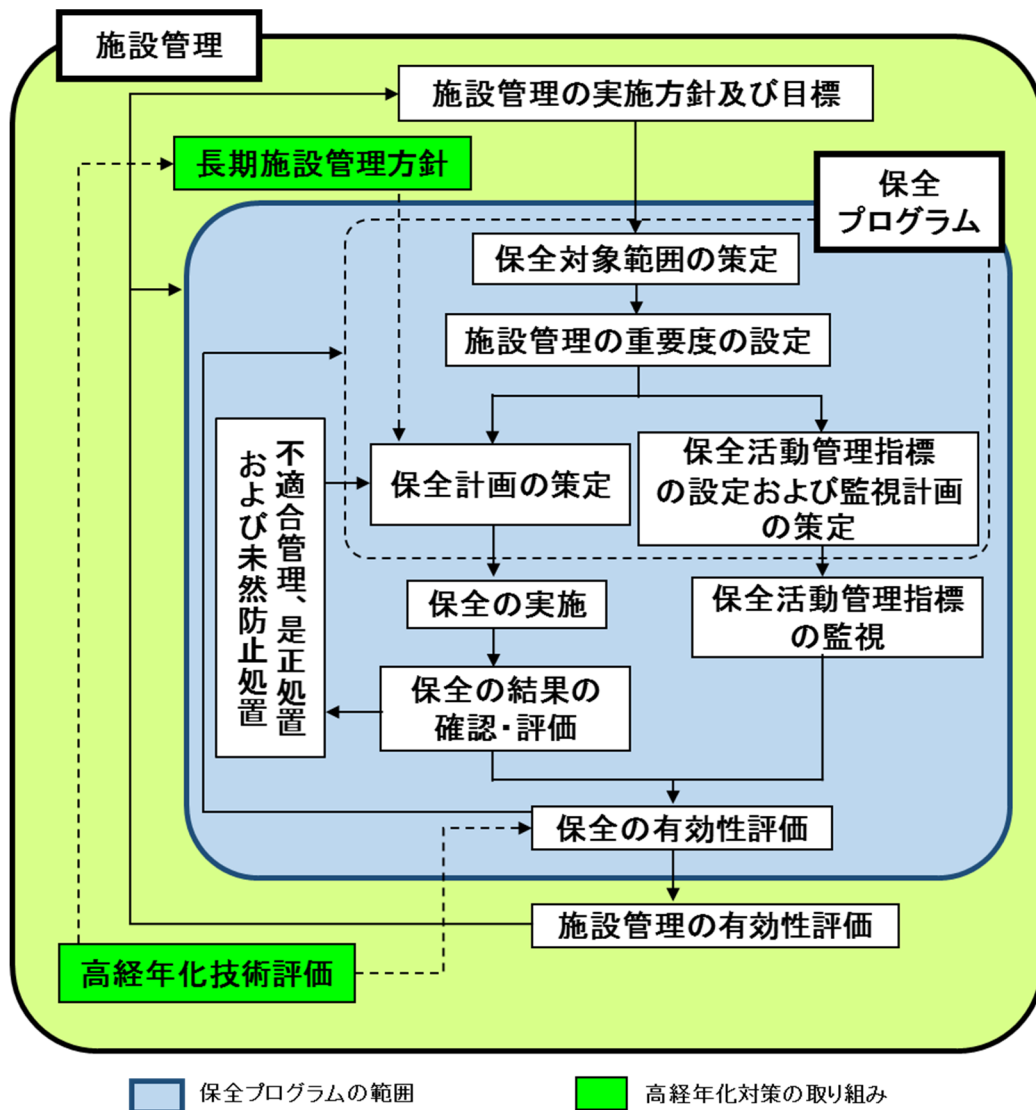 施設管理
施設管理の実施方針及び目標
長期施設管理方針
保全
プログラム
保全対象範囲の策定
施設管理の重要度の設定
不適合管理、是正処置
および未然防止処置
保全計画の策定
保全活動管理指標
の設定および監視計画
の策定
保全の実施
保全活動管理指標
の監視
保全の結果の
確認・評価
保全の有効性評価
施設管理の有効性評価
高経年化技術評価
保全プログラムの範囲
高経年化対策の取り組み